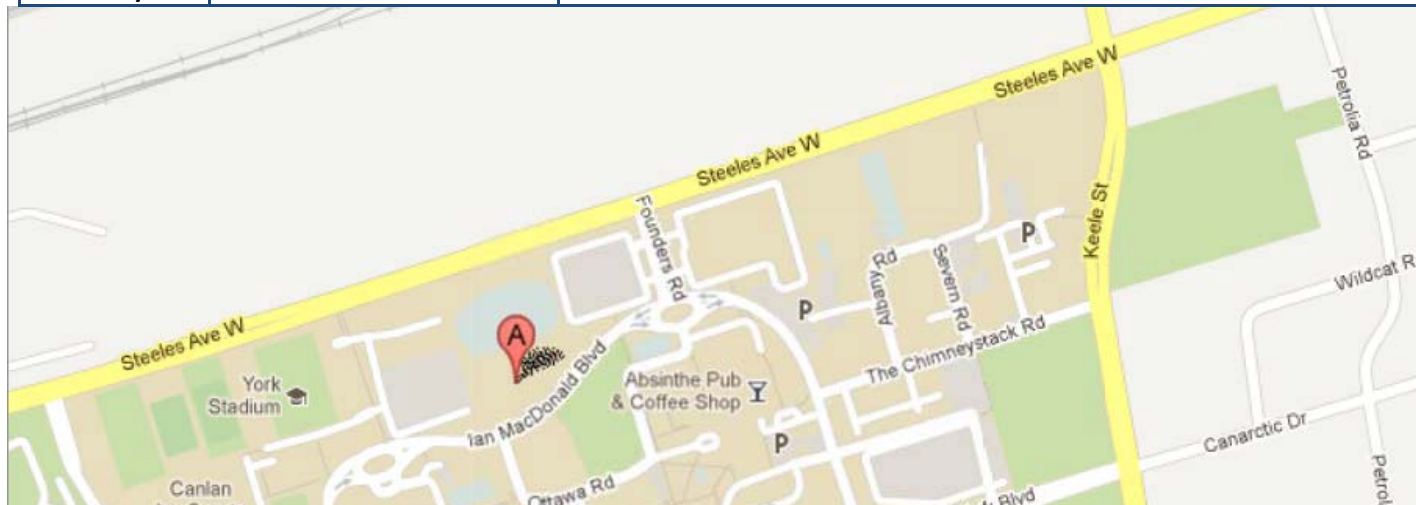 Steeles Ave W
Petrolia Rd
Steeles Ave W
Founders Rd
Keele St
P
Albany Rd
Severn Rd
Wildcat R
P
Steeles Ave W
A
The Chimneystack Rd
York
Stadium
Absinthe Pub
& Coffee Shop
Ian MacDonald Blvd
P
Canarctic Dr
Canlan
Ottawa Rd
Blvd
Petrol